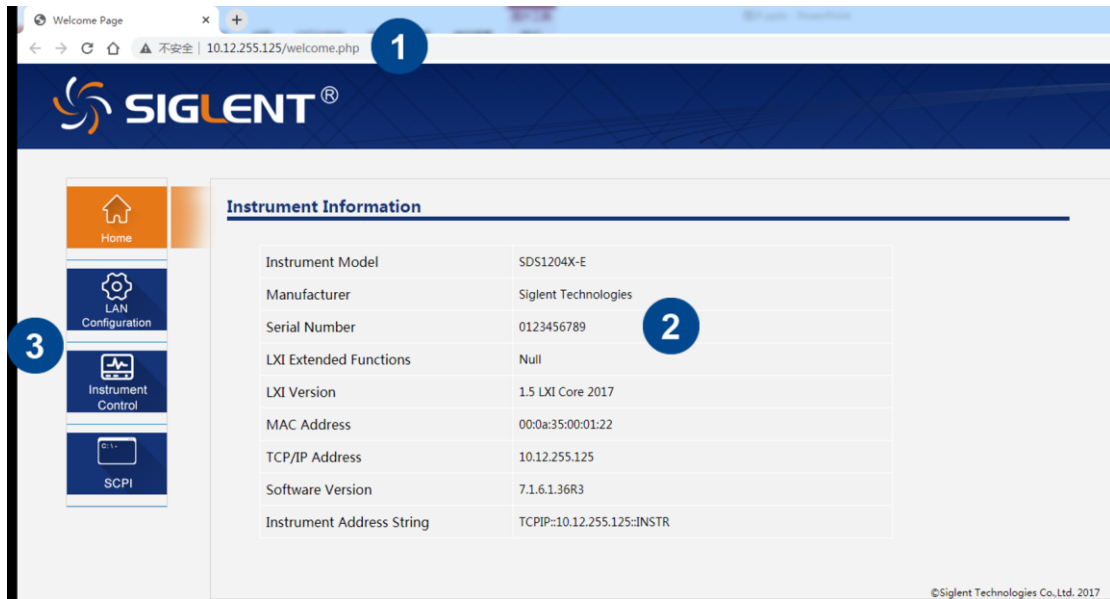 Welcome Page
不安全 | 10.12.255.125/welcome.php
1
SIGLENT®
Home
LAN
Configuration
Instrument
Control
C:\-
SCPI
3
Instrument Information
Instrument Model SDS1204X-E
Manufacturer Siglent Technologies
Serial Number 0123456789
2
LXI Extended Functions Null
LXI Version 1.5 LXI Core 2017
MAC Address 00:0a:35:00:01:22
TCP/IP Address 10.12.255.125
Software Version 7.1.6.1.36R3
Instrument Address String TCPIP::10.12.255.125::INSTR
©Siglent Technologies Co.,Ltd. 2017